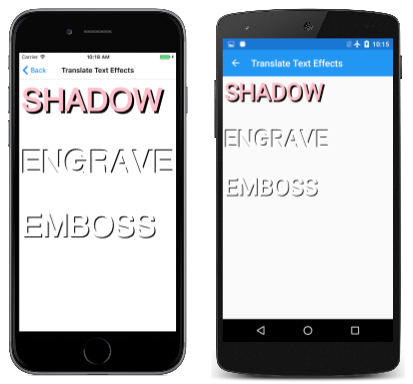 Carrier 10:18 AM
Back Translate Text Effects
SHADOW
ENGRAVE
EMBOSS
10:15
Translate Text Effects
SHADOW
ENGRAVE
EMBOSS